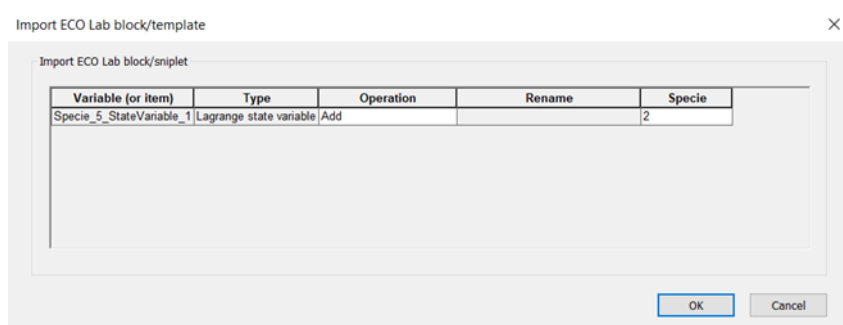 Import ECO Lab block/template
Import ECO Lab block/sniplet
Variable (or item) Type Operation Rename Specie
Specie_5_StateVariable_1 Lagrange state variable Add 2
OK Cancel